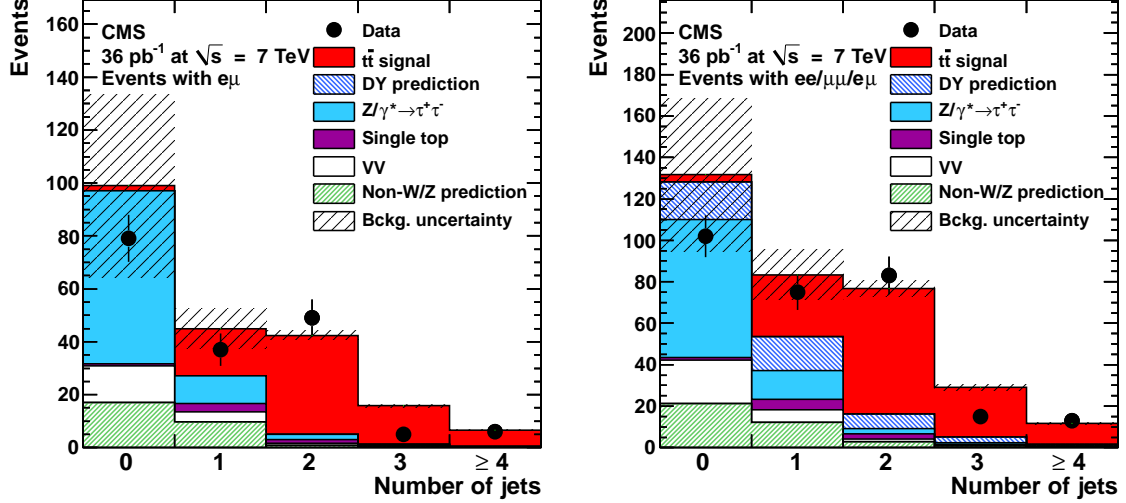 Events
160
140
120
100
80
60
40
20
0
CMS
36 pb⁻¹ at √s = 7 TeV
Events with eμ
Data
tt̄ signal
DY prediction
Z/γ*→τ⁺τ⁻
Single top
VV
Non-W/Z prediction
Bckg. uncertainty
0 1 2 3 ≥ 4
Number of jets
Events
200
180
160
140
120
100
80
60
40
20
0
CMS
36 pb⁻¹ at √s = 7 TeV
Events with ee/μμ/eμ
Data
tt̄ signal
DY prediction
Z/γ*→τ⁺τ⁻
Single top
VV
Non-W/Z prediction
Bckg. uncertainty
0 1 2 3 ≥ 4
Number of jets